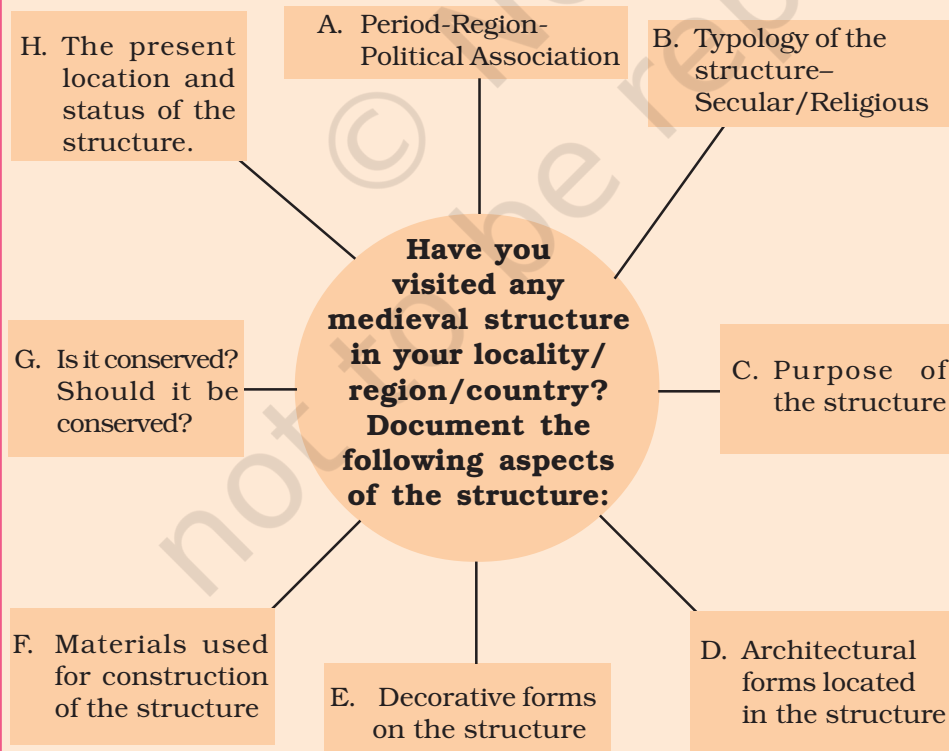 A. Period-Region-
Political Association
B. Typology of the
structure–
Secular/Religious
C. Purpose of
the structure
D. Architectural
forms located
in the structure
E. Decorative forms
on the structure
F. Materials used
for construction
of the structure
G. Is it conserved?
Should it be
conserved?
H. The present
location and
status of the
structure.
Have you
visited any
medieval structure
in your locality/
region/country?
Document the
following aspects
of the structure:
©
not to be